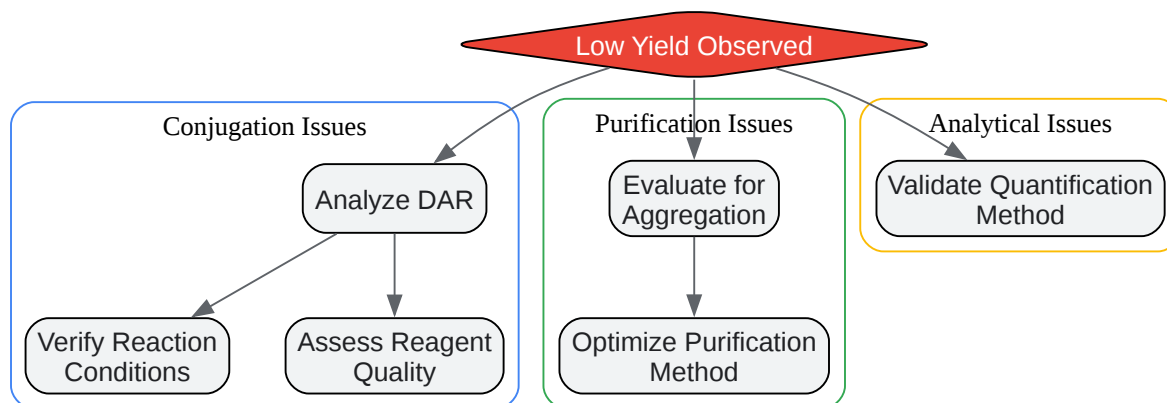 Low Yield Observed
Conjugation Issues
Purification Issues
Analytical Issues
Analyze DAR
Evaluate for
Aggregation
Validate Quantification
Method
Verify Reaction
Conditions
Assess Reagent
Quality
Optimize Purification
Method